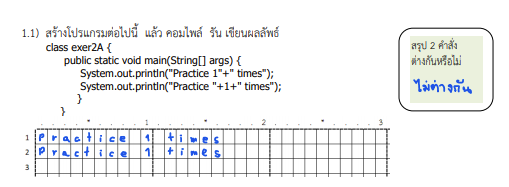 1.1) สร้างโปรแกรมต่อไปนี้ แล้ว คอมไพล์ รัน เขียนผลลัพธ์
class exer2A {
public static void main(String[] args) {
System.out.println("Practice 1"+" times");
System.out.println("Practice "+1+" times");
}
}
สรุป 2 คำสั่ง
ต่างกันหรือไม่
ไม่ต่างกัน
. . . . * . . . . 1 . . . . * . . . . 2 . . . . * . . . . 3
1 Practice 1 times
2 Practice 1 times
3